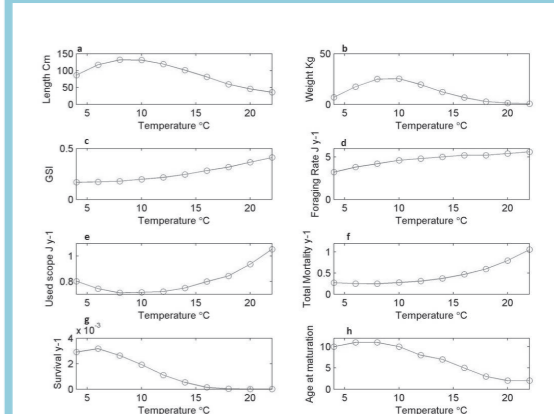 a
150
100
50
0
Length Cm
5 10 15 20
Temperature °C
b
50
0
Weight Kg
5 10 15 20
Temperature °C
c
0.5
0
GSI
5 10 15 20
Temperature °C
d
5
0
Foraging Rate J y-1
5 10 15 20
Temperature °C
e
1
0.8
Used scope J y-1
5 10 15 20
Temperature °C
f
1
0.5
0
Total Mortality y-1
5 10 15 20
Temperature °C
g
x 10⁻³
4
2
0
Survival y-1
5 10 15 20
Temperature °C
h
10
5
0
Age at maturation
5 10 15 20
Temperature °C